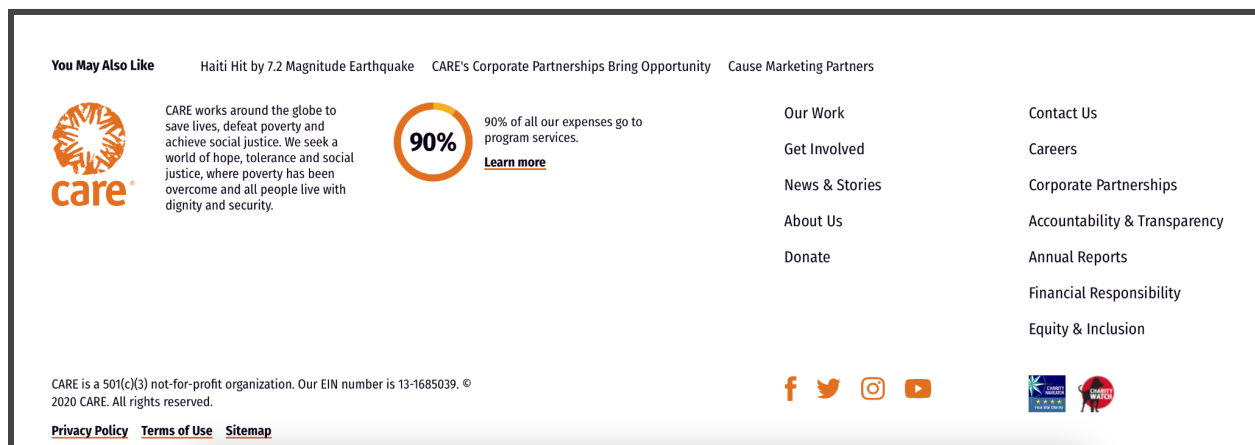 You May Also Like
Haiti Hit by 7.2 Magnitude Earthquake
CARE's Corporate Partnerships Bring Opportunity
Cause Marketing Partners
care®
CARE works around the globe to
save lives, defeat poverty and
achieve social justice. We seek a
world of hope, tolerance and social
justice, where poverty has been
overcome and all people live with
dignity and security.
90%
90% of all our expenses go to
program services.
Learn more
Our Work
Get Involved
News & Stories
About Us
Donate
Contact Us
Careers
Corporate Partnerships
Accountability & Transparency
Annual Reports
Financial Responsibility
Equity & Inclusion
CARE is a 501(c)(3) not-for-profit organization. Our EIN number is 13-1685039. ©
2020 CARE. All rights reserved.
Privacy Policy
Terms of Use
Sitemap
CHARITY
NAVIGATOR
Four Star Charity
CHARITY
WATCH